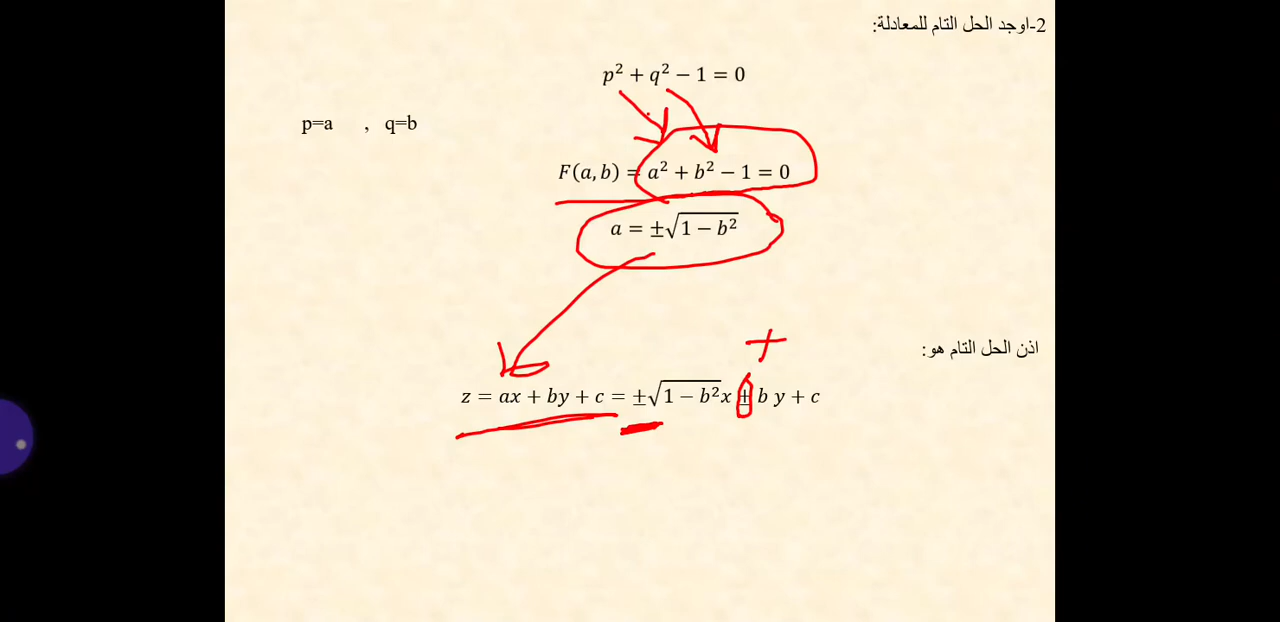 2-اوجد الحل التام للمعادلة:
p² + q² − 1 = 0
p=a , q=b
F(a, b) = a² + b² − 1 = 0
a = ±√(1 − b²)
+
اذن الحل التام هو:
z = ax + by + c = ±√(1 − b²)x ± b y + c